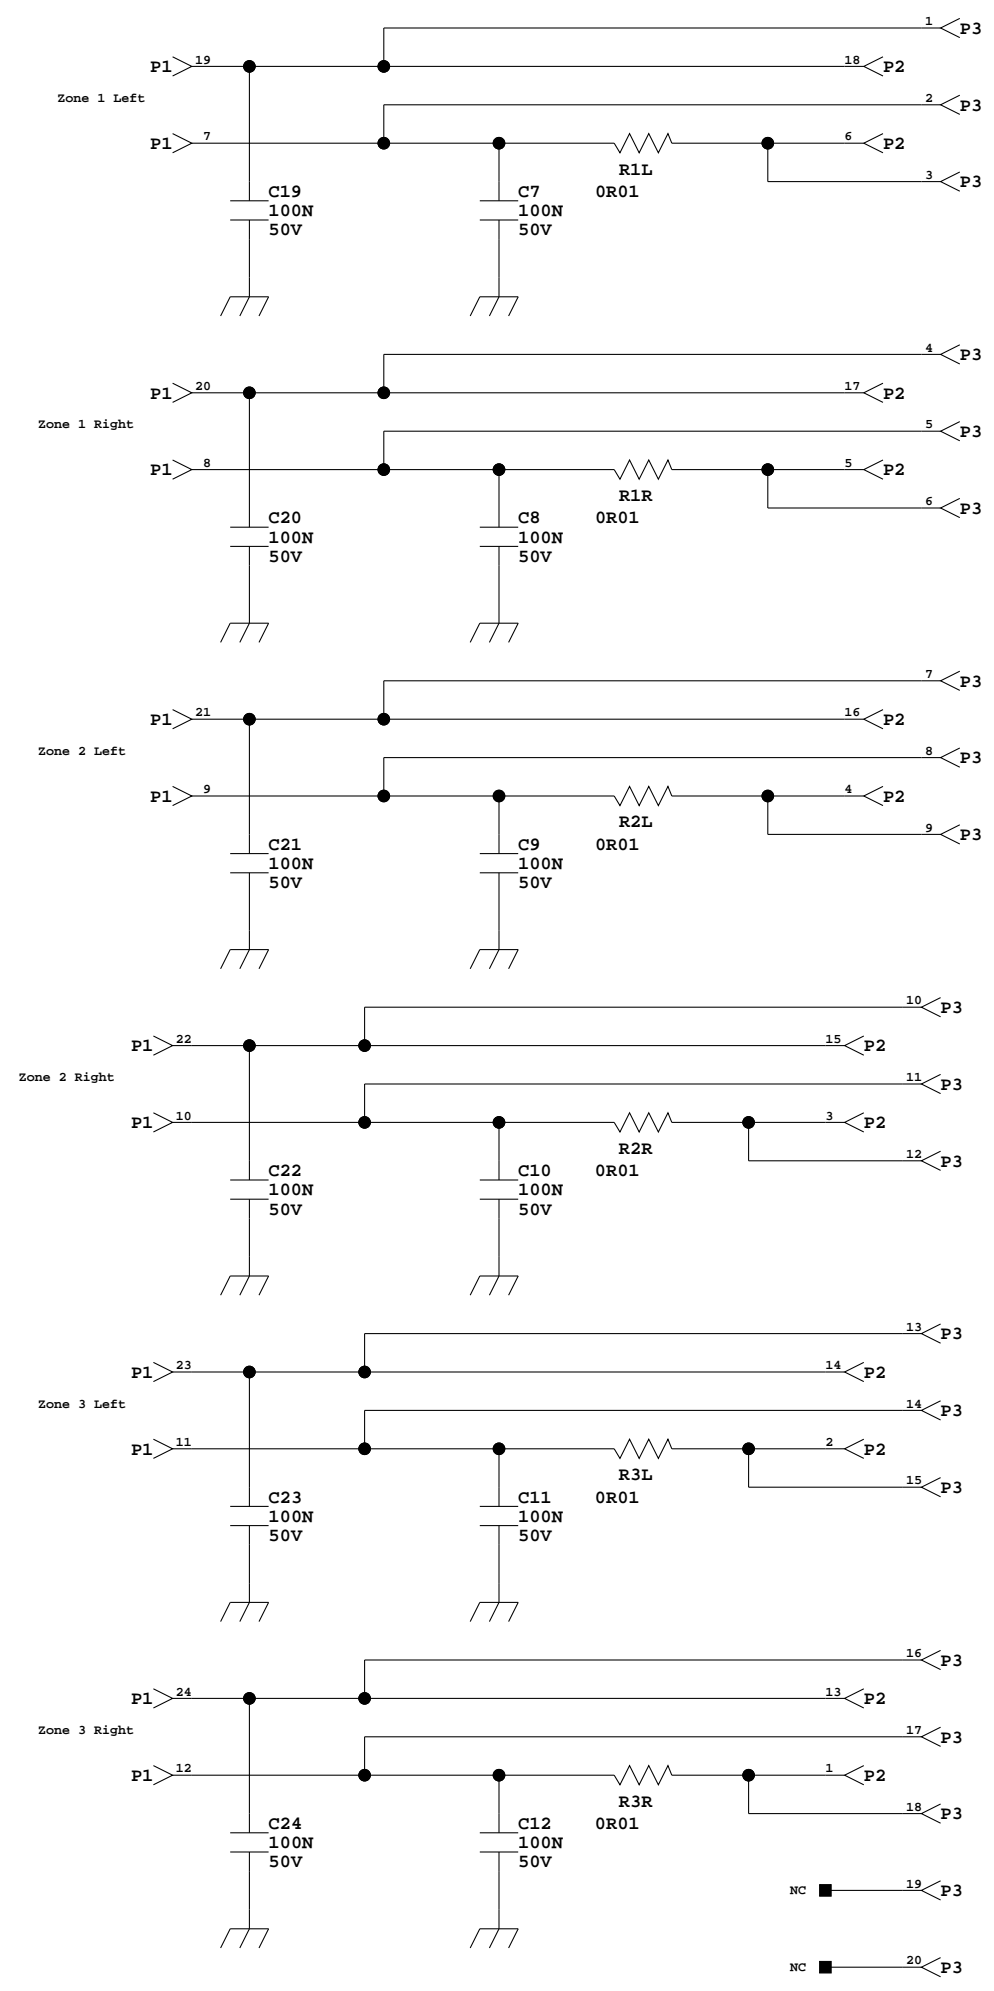 1 P3
P1 19 18 P2
Zone 1 Left
2 P3
P1 7 6 P2
R1L
3 P3
C19 C7 0R01
100N 100N
50V 50V
4 P3
P1 20 17 P2
Zone 1 Right
5 P3
P1 8 5 P2
R1R
6 P3
C20 C8 0R01
100N 100N
50V 50V
7 P3
P1 21 16 P2
Zone 2 Left
8 P3
P1 9 4 P2
R2L
9 P3
C21 C9 0R01
100N 100N
50V 50V
10 P3
P1 22 15 P2
Zone 2 Right
11 P3
P1 10 3 P2
R2R
12 P3
C22 C10 0R01
100N 100N
50V 50V
13 P3
P1 23 14 P2
Zone 3 Left
14 P3
P1 11 2 P2
R3L
15 P3
C23 C11 0R01
100N 100N
50V 50V
16 P3
P1 24 13 P2
Zone 3 Right
17 P3
P1 12 1 P2
R3R
18 P3
C24 C12 0R01
100N 100N
50V 50V
NC 19 P3
NC 20 P3